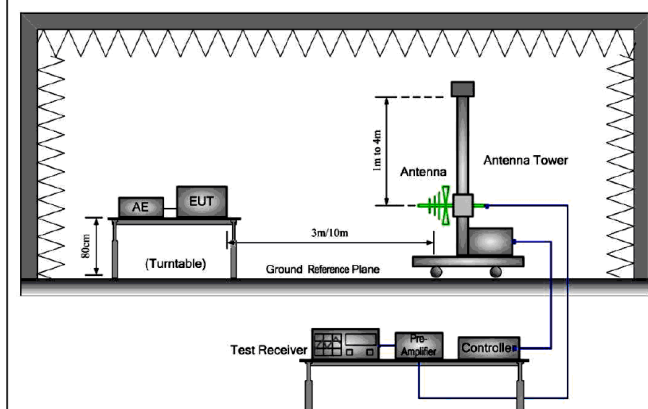 1m to 4m
Antenna
Antenna Tower
AE
EUT
80cm
3m/10m
(Turntable)
Ground Reference Plane
Test Receiver
Pre-
Amplifier
Controller